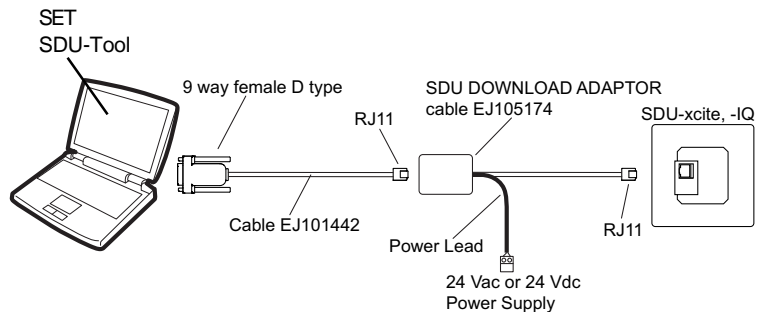 SET
SDU-Tool
9 way female D type
RJ11
SDU DOWNLOAD ADAPTOR
cable EJ105174
SDU-xcite, -IQ
Cable EJ101442
Power Lead
RJ11
24 Vac or 24 Vdc
Power Supply